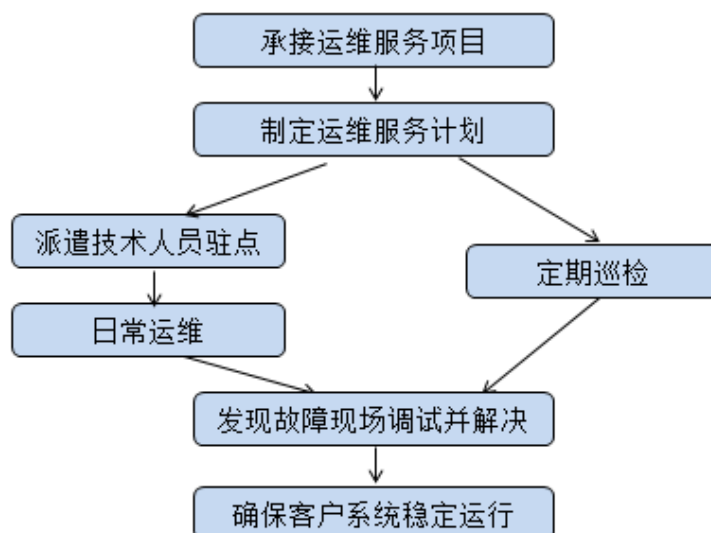 承接运维服务项目
制定运维服务计划
派遣技术人员驻点
定期巡检
日常运维
发现故障现场调试并解决
确保客户系统稳定运行